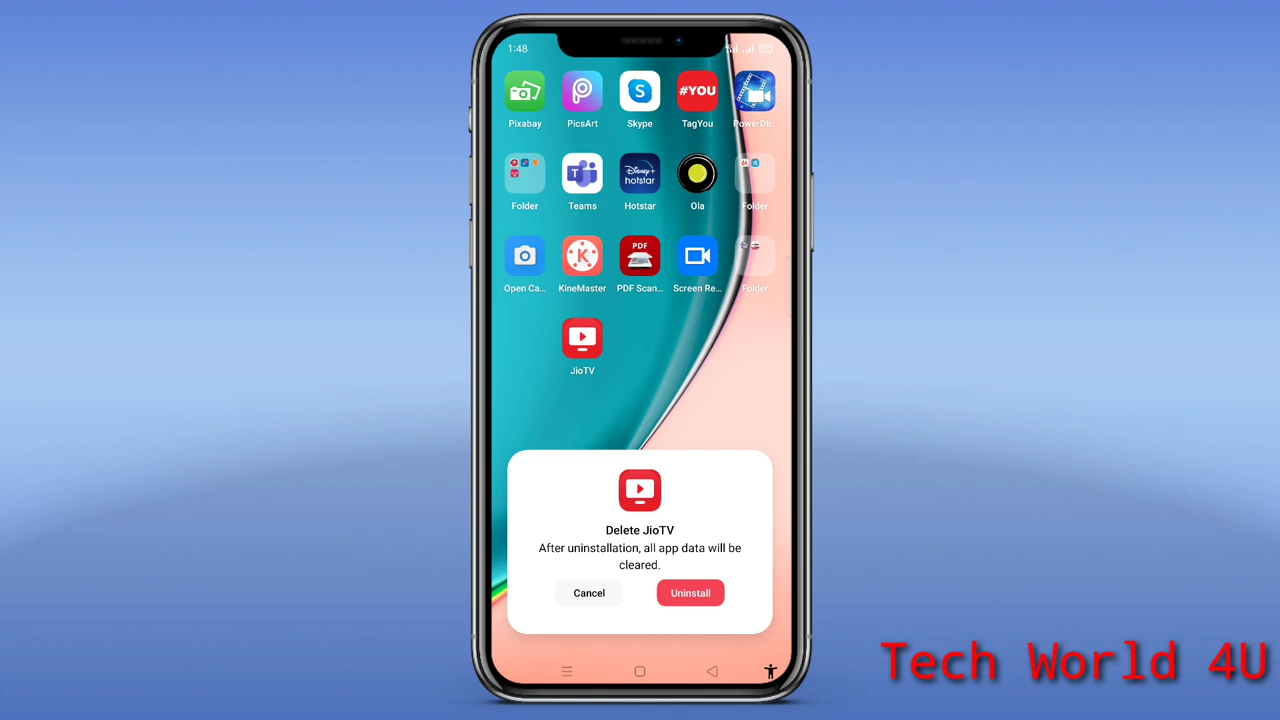 1:48
#YOU
Pixabay
PicsArt
Skype
TagYou
PowerDir...
Disney+
hotstar
Folder
Teams
Hotstar
Ola
Folder
PDF
Open Ca...
KineMaster
PDF Scan...
Screen Re...
Folder
JioTV
Delete JioTV
After uninstallation, all app data will be
cleared.
Cancel
Uninstall
Tech World 4U